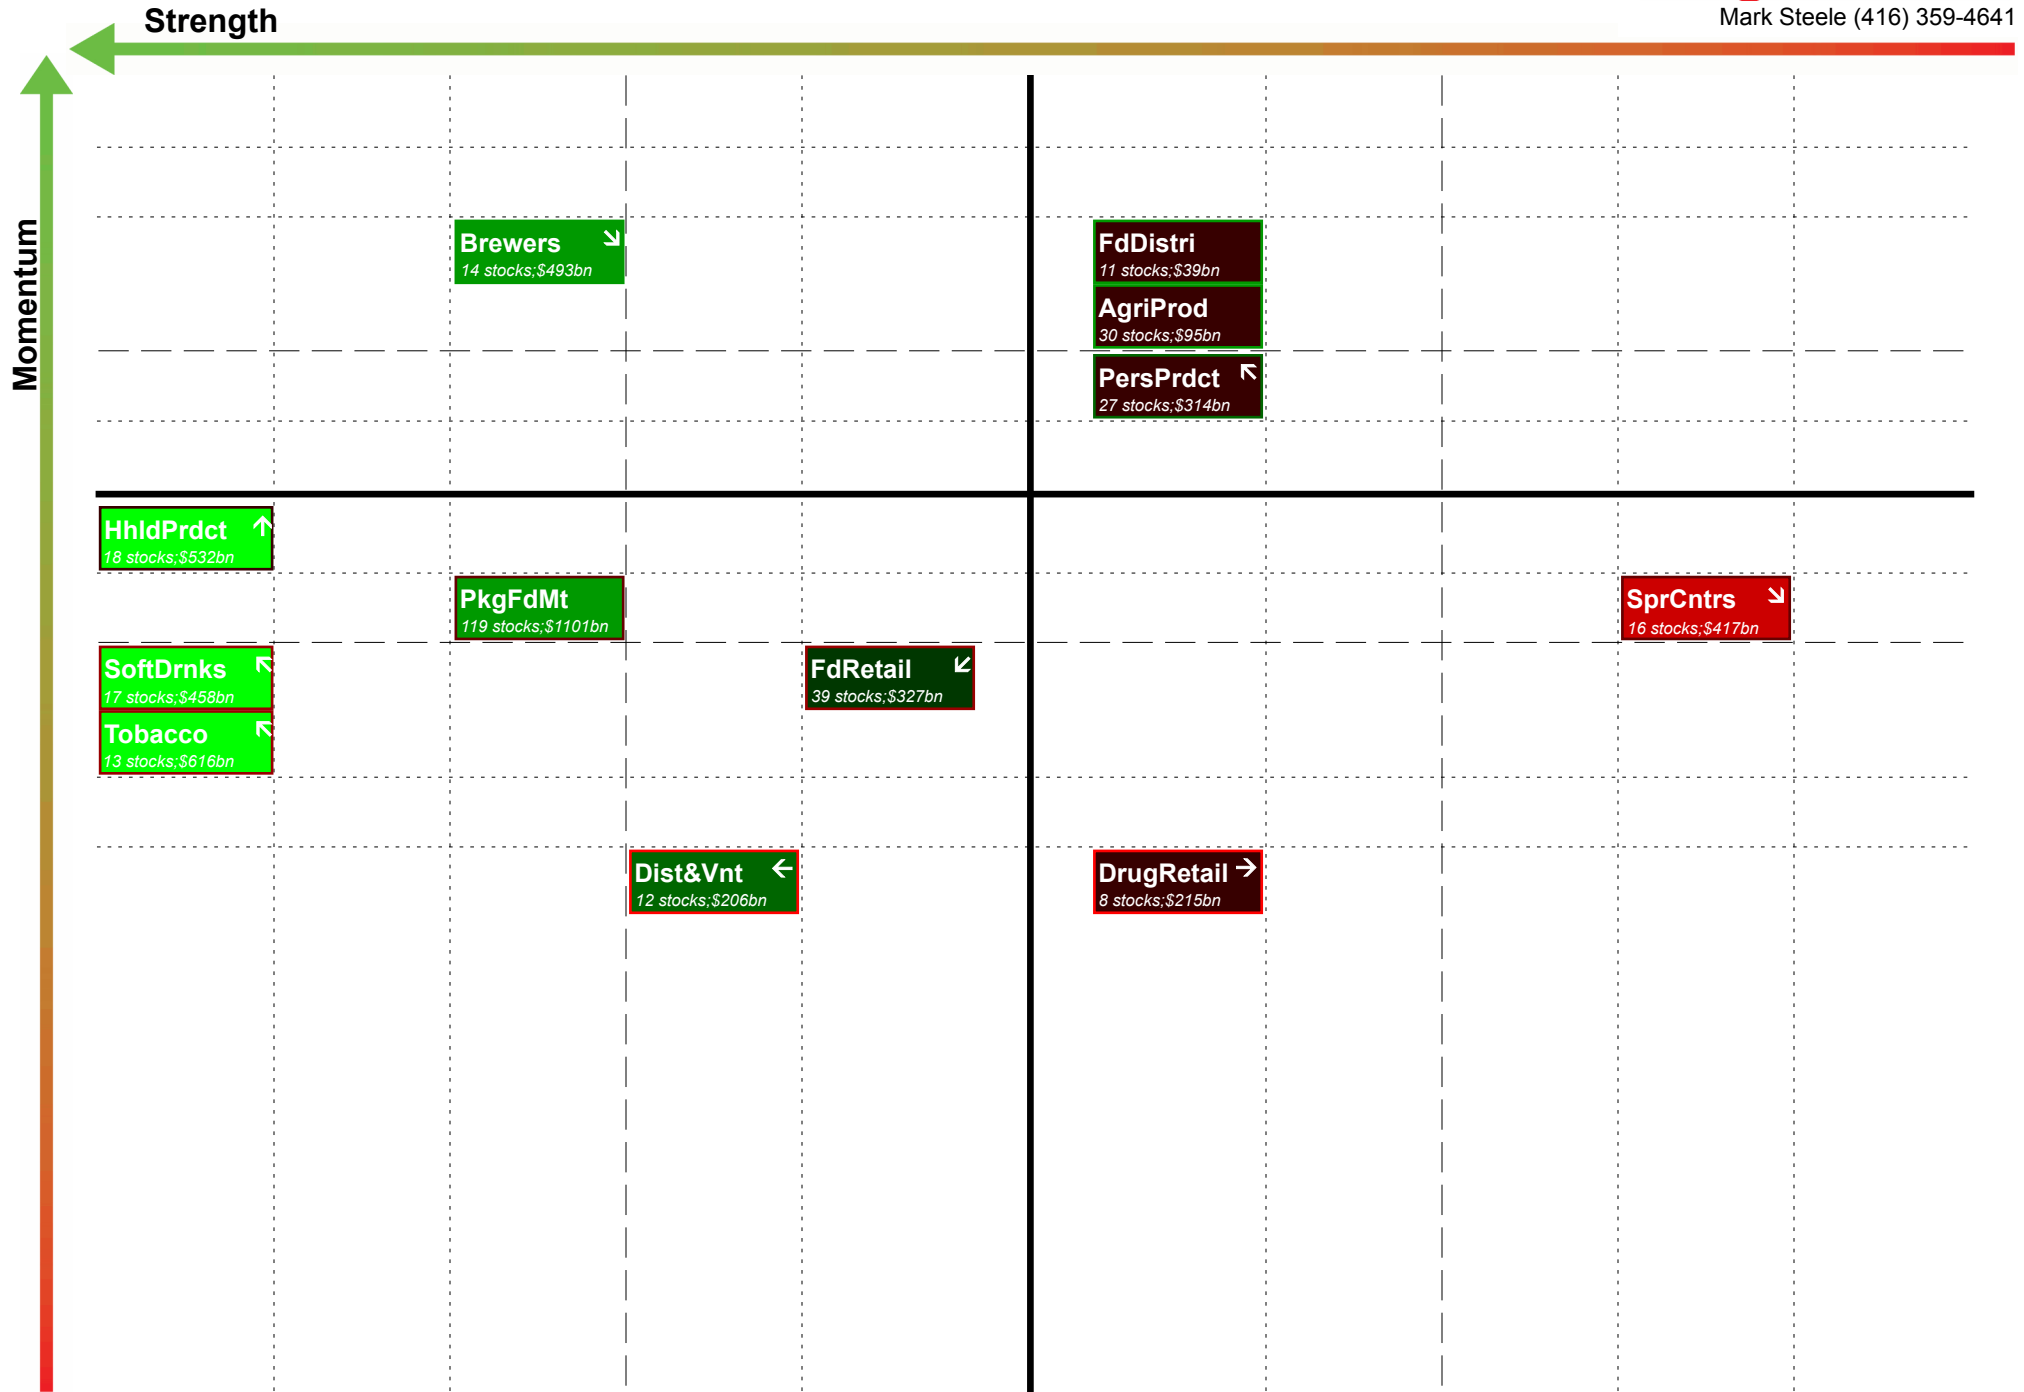 Strength
Mark Steele (416) 359-4641
Momentum
Brewers
14 stocks;$493bn
FdDistri
11 stocks;$39bn
AgriProd
30 stocks;$95bn
PersPrdct
27 stocks;$314bn
HhldPrdct
18 stocks;$532bn
PkgFdMt
119 stocks;$1101bn
SprCntrs
16 stocks;$417bn
SoftDrnks
17 stocks;$458bn
FdRetail
39 stocks;$327bn
Tobacco
13 stocks;$616bn
Dist&Vnt
12 stocks;$206bn
DrugRetail
8 stocks;$215bn